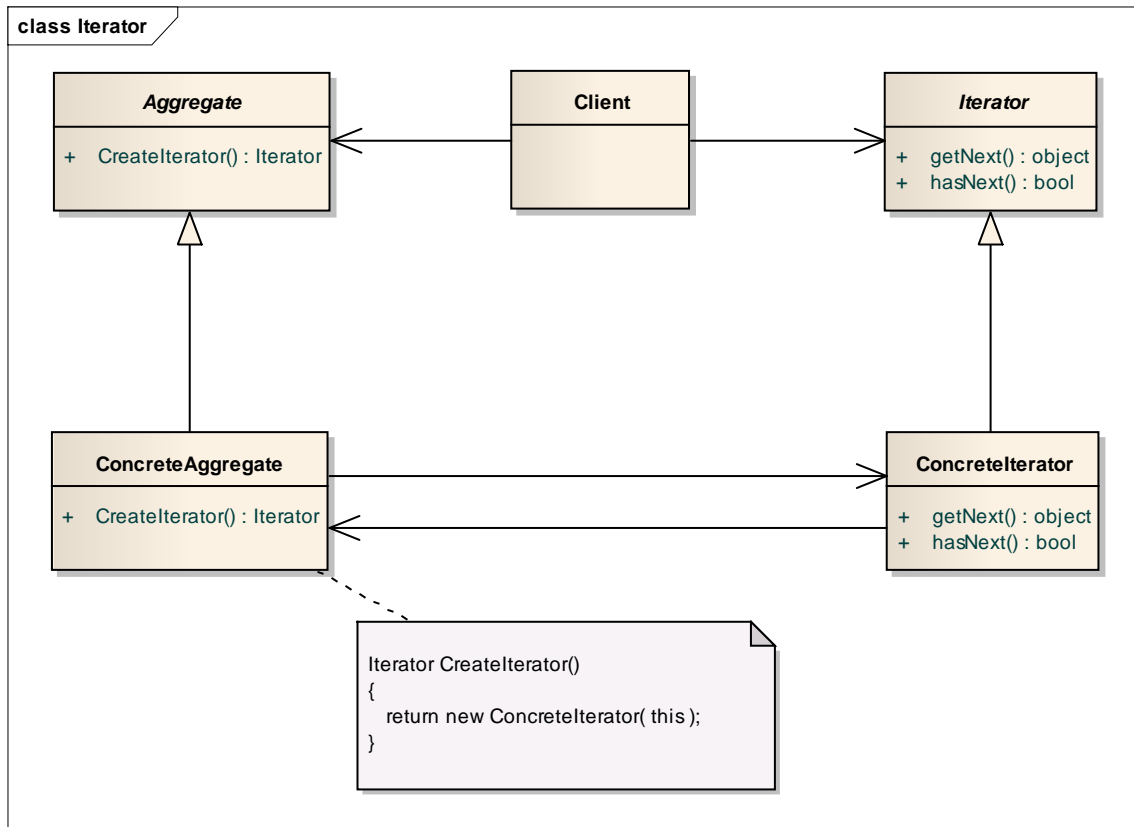 class Iterator
Aggregate
+ CreateIterator() : Iterator
Client
Iterator
+ getNext() : object
+ hasNext() : bool
ConcreteAggregate
+ CreateIterator() : Iterator
ConcreteIterator
+ getNext() : object
+ hasNext() : bool
Iterator CreateIterator()
{
return new ConcreteIterator( this );
}